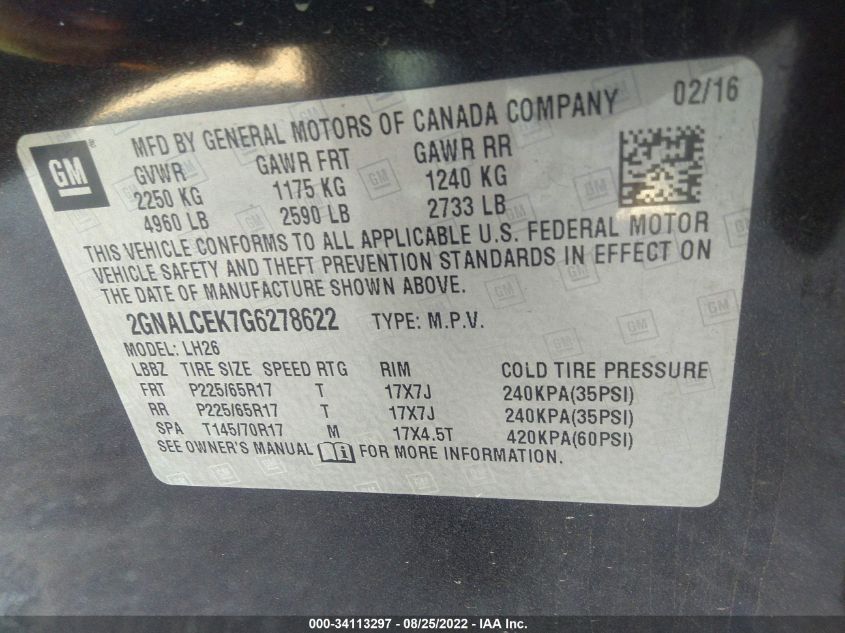 GM
®
MFD BY GENERAL MOTORS OF CANADA COMPANY 02/16
GVWR GAWR FRT GAWR RR
2250 KG 1175 KG 1240 KG
4960 LB 2590 LB 2733 LB
THIS VEHICLE CONFORMS TO ALL APPLICABLE U.S. FEDERAL MOTOR
VEHICLE SAFETY AND THEFT PREVENTION STANDARDS IN EFFECT ON
THE DATE OF MANUFACTURE SHOWN ABOVE.
2GNALCEK7G6278622 TYPE: M.P.V.
MODEL: LH26
LBBZ TIRE SIZE SPEED RTG RIM COLD TIRE PRESSURE
FRT P225/65R17 T 17X7J 240KPA(35PSI)
RR P225/65R17 T 17X7J 240KPA(35PSI)
SPA T145/70R17 M 17X4.5T 420KPA(60PSI)
SEE OWNER'S MANUAL FOR MORE INFORMATION.
000-34113297 - 08/25/2022 - IAA Inc.